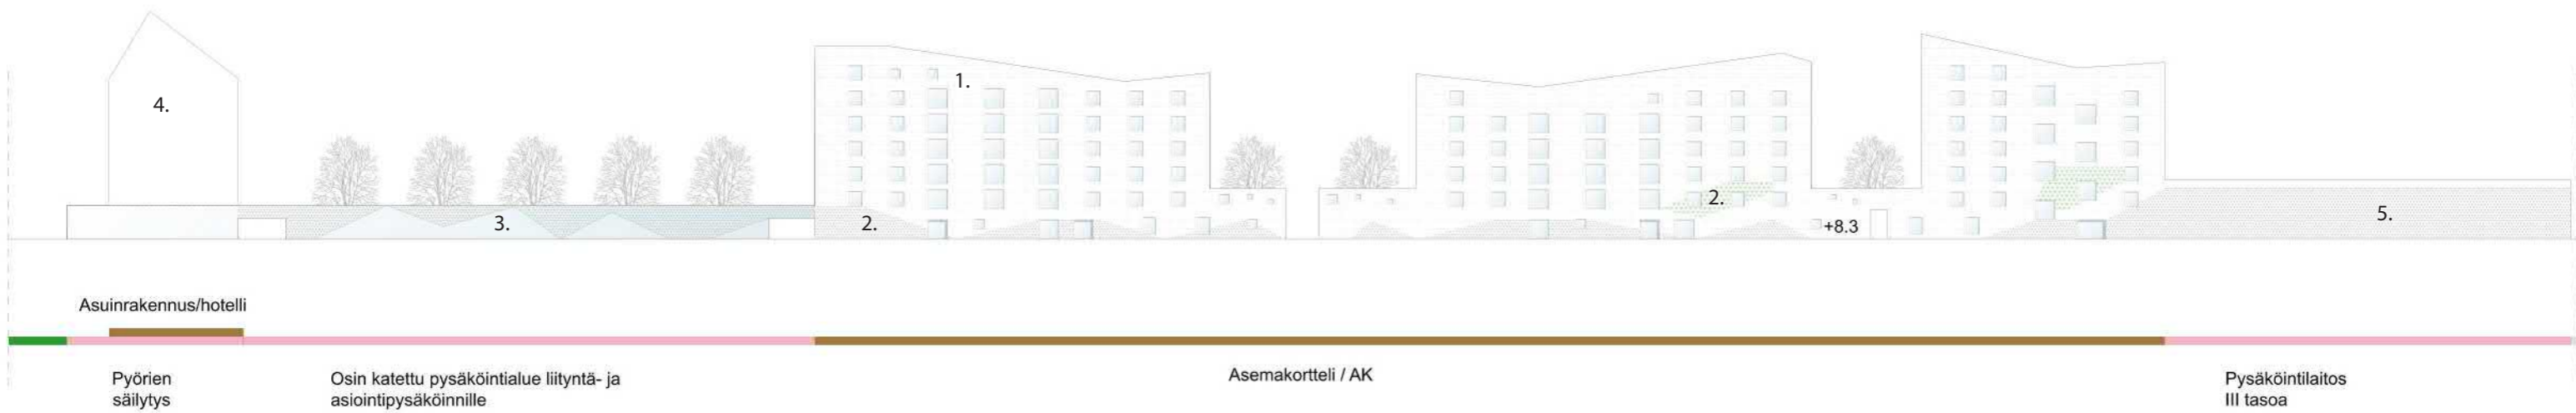 4.
1.
3.
2.
2.
+8.3
5.
Asuinrakennus/hotelli
Pyörien
säilytys
Osin katettu pysäköintialue liityntä- ja
asiointipysäköinnille
Asemakortteli / AK
Pysäköintilaitos
III tasoa